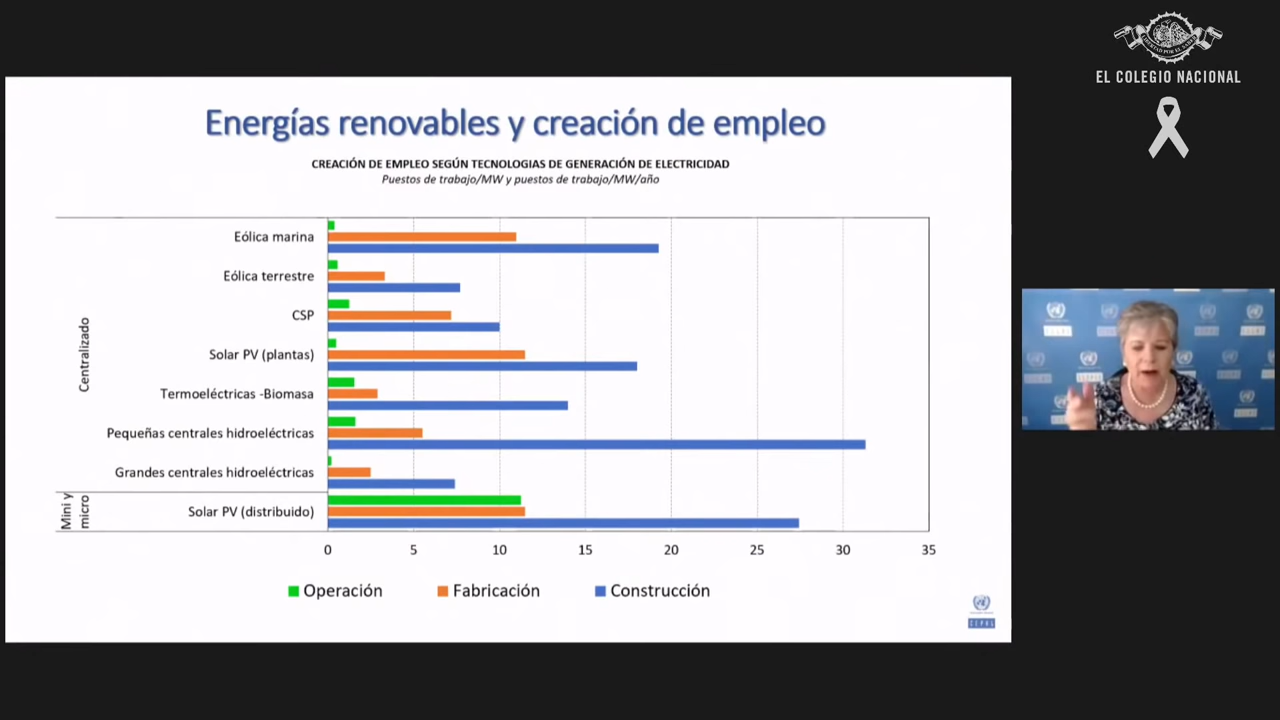 EL COLEGIO NACIONAL
Energías renovables y creación de empleo
CREACIÓN DE EMPLEO SEGÚN TECNOLOGIAS DE GENERACIÓN DE ELECTRICIDAD
Puestos de trabajo/MW y puestos de trabajo/MW/año
Centralizado
Eólica marina
Eólica terrestre
CSP
Solar PV (plantas)
Termoeléctricas -Biomasa
Pequeñas centrales hidroeléctricas
Grandes centrales hidroeléctricas
Mini y
micro
Solar PV (distribuido)
0 5 10 15 20 25 30 35
Operación Fabricación Construcción
CEPAL